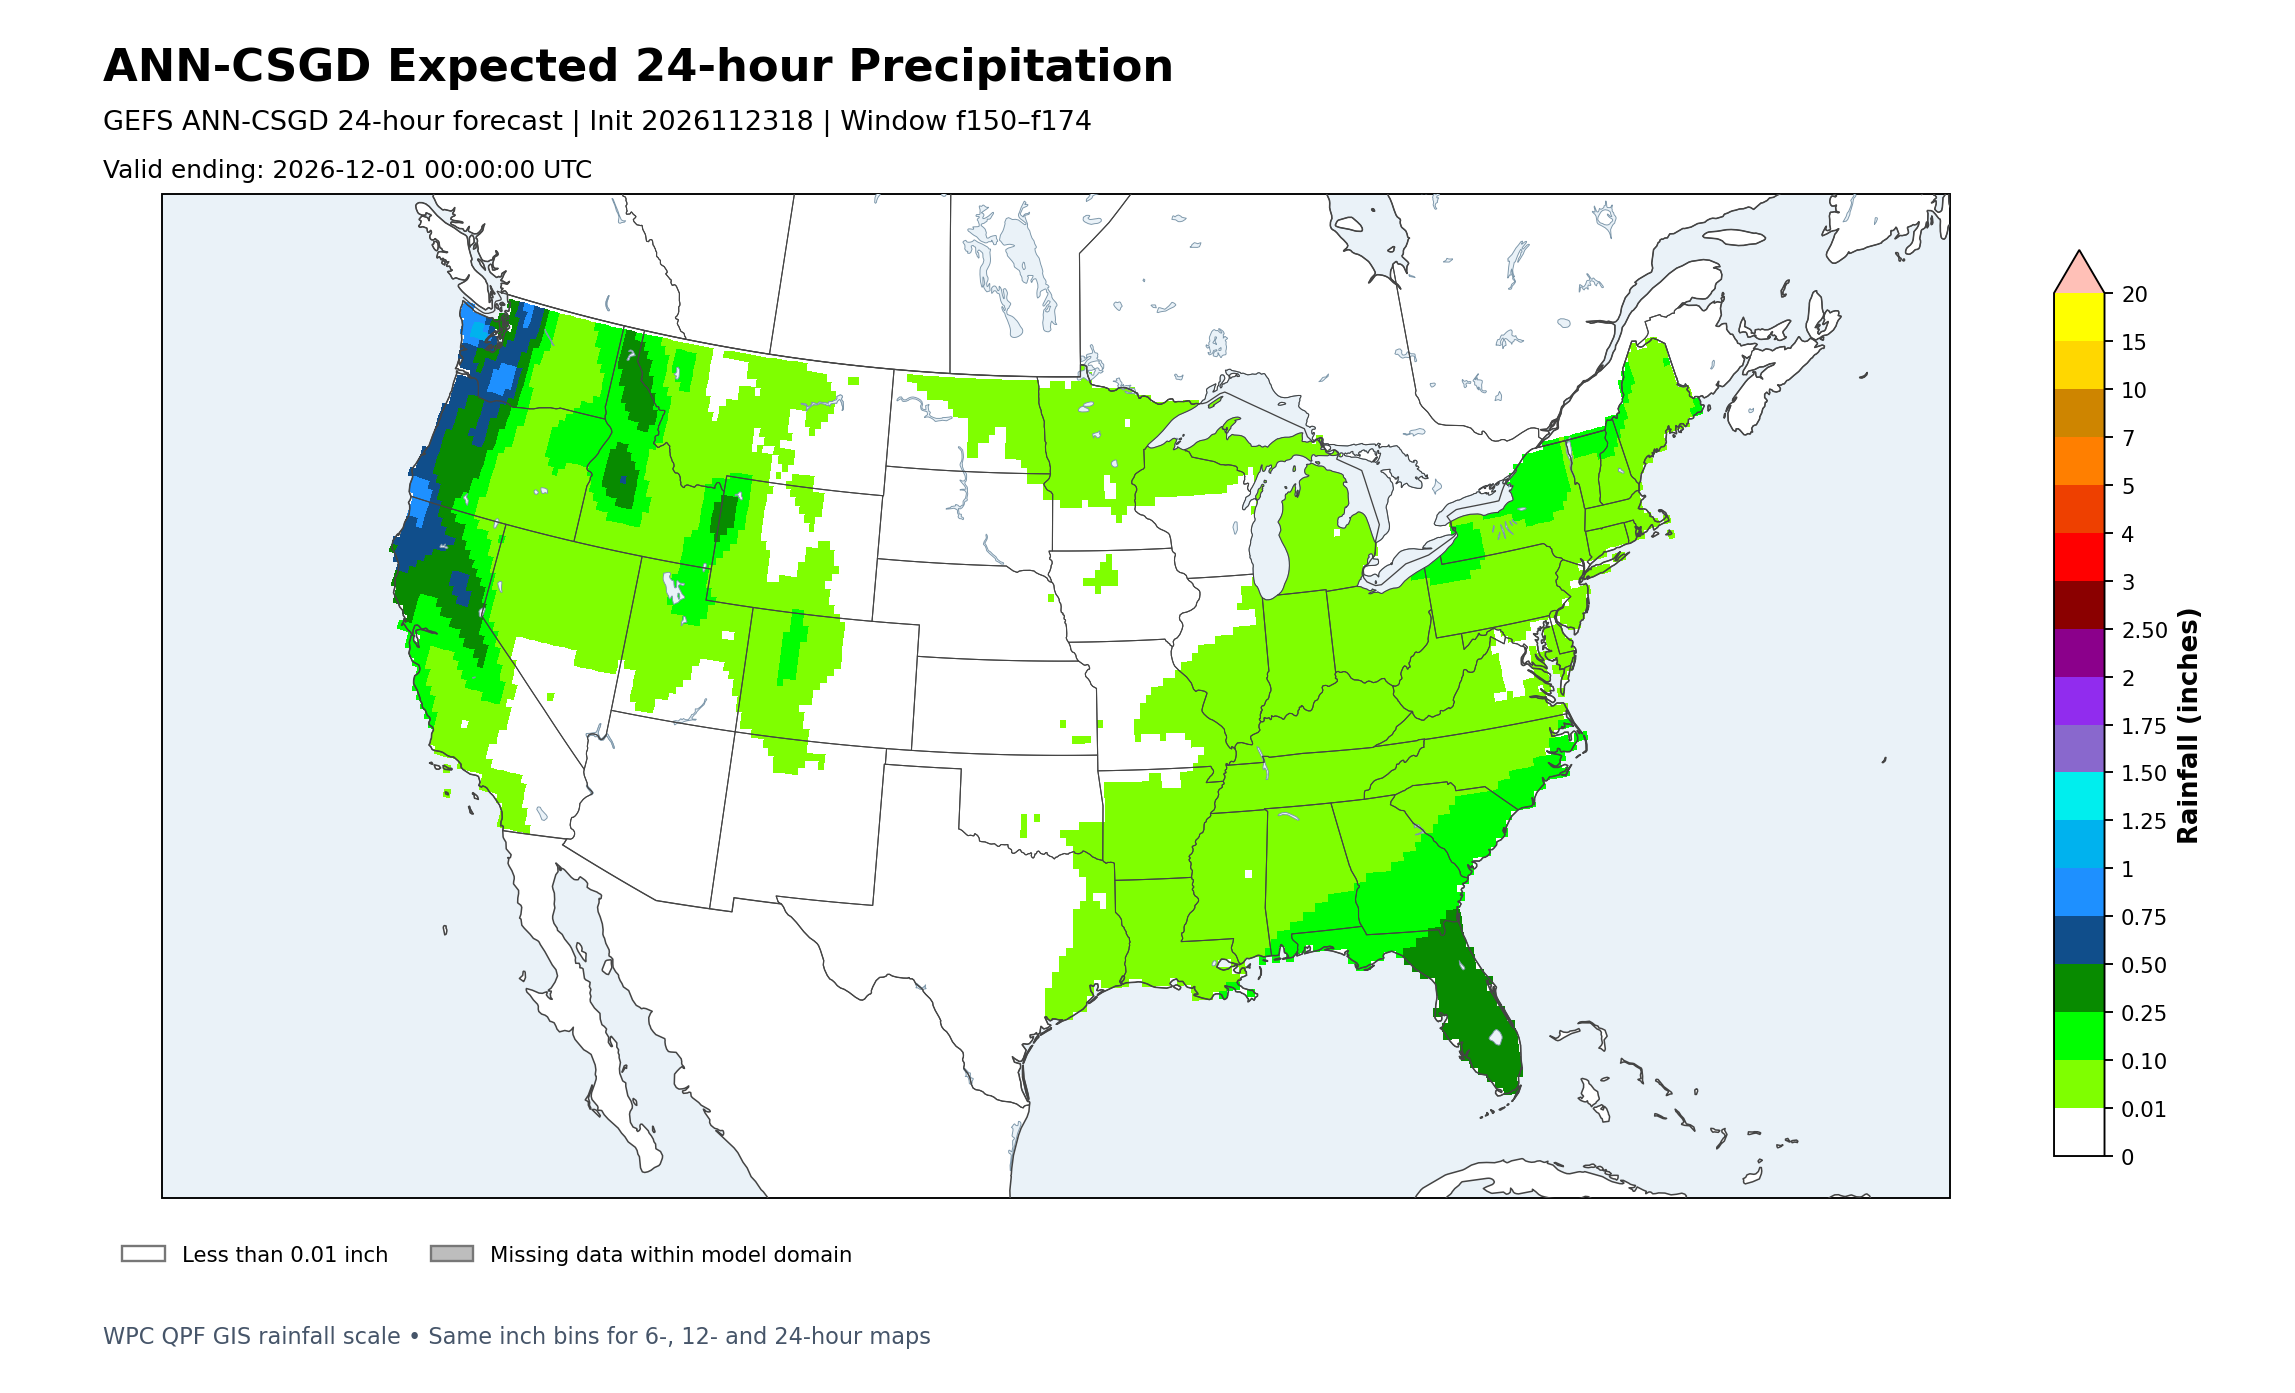 ANN-CSGD Expected 24-hour Precipitation
GEFS ANN-CSGD 24-hour forecast | Init 2026112318 | Window f150–f174
Valid ending: 2026-12-01 00:00:00 UTC
20
15
10
7
5
4
3
2.50
2
1.75
1.50
1.25
1
0.75
0.50
0.25
0.10
0.01
0
Rainfall (inches)
Less than 0.01 inch
Missing data within model domain
WPC QPF GIS rainfall scale • Same inch bins for 6-, 12- and 24-hour maps